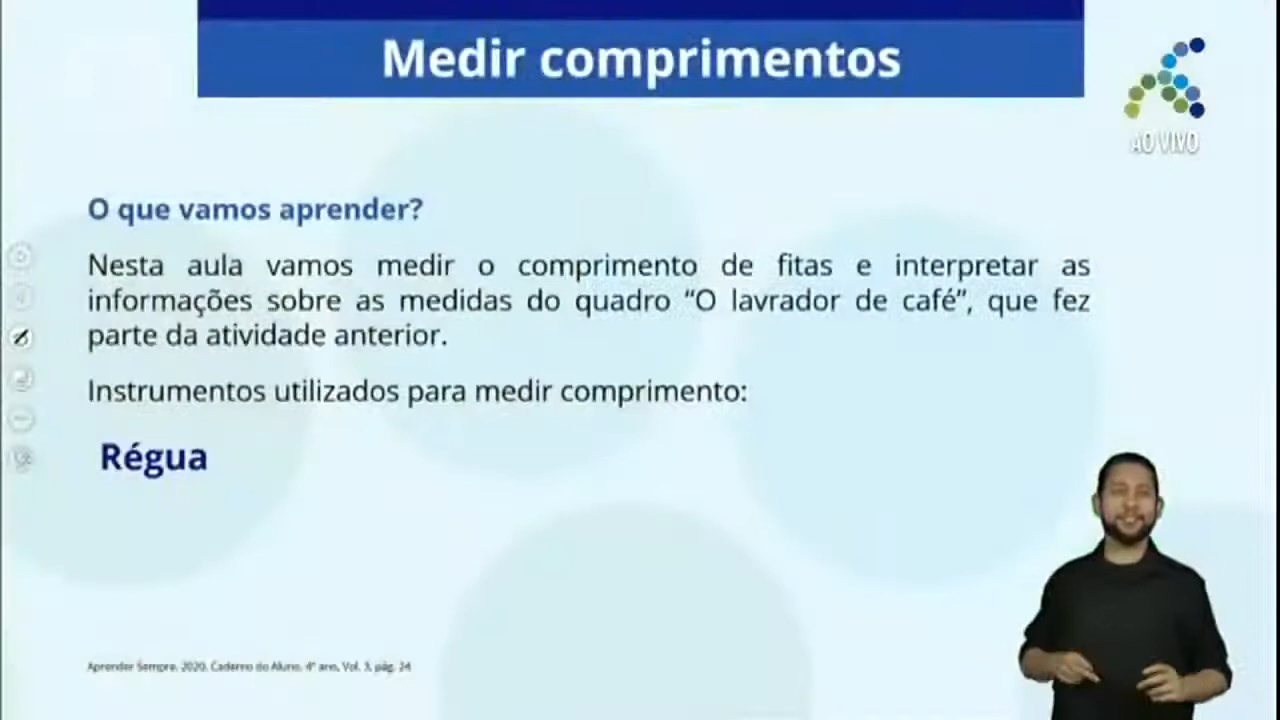 Medir comprimentos
AO VIVO
O que vamos aprender?
Nesta aula vamos medir o comprimento de fitas e interpretar as
informações sobre as medidas do quadro “O lavrador de café”, que fez
parte da atividade anterior.
Instrumentos utilizados para medir comprimento:
Régua
Aprender Sempre, 2020. Caderno do Aluno, 4º ano, Vol. 3, pág. 24